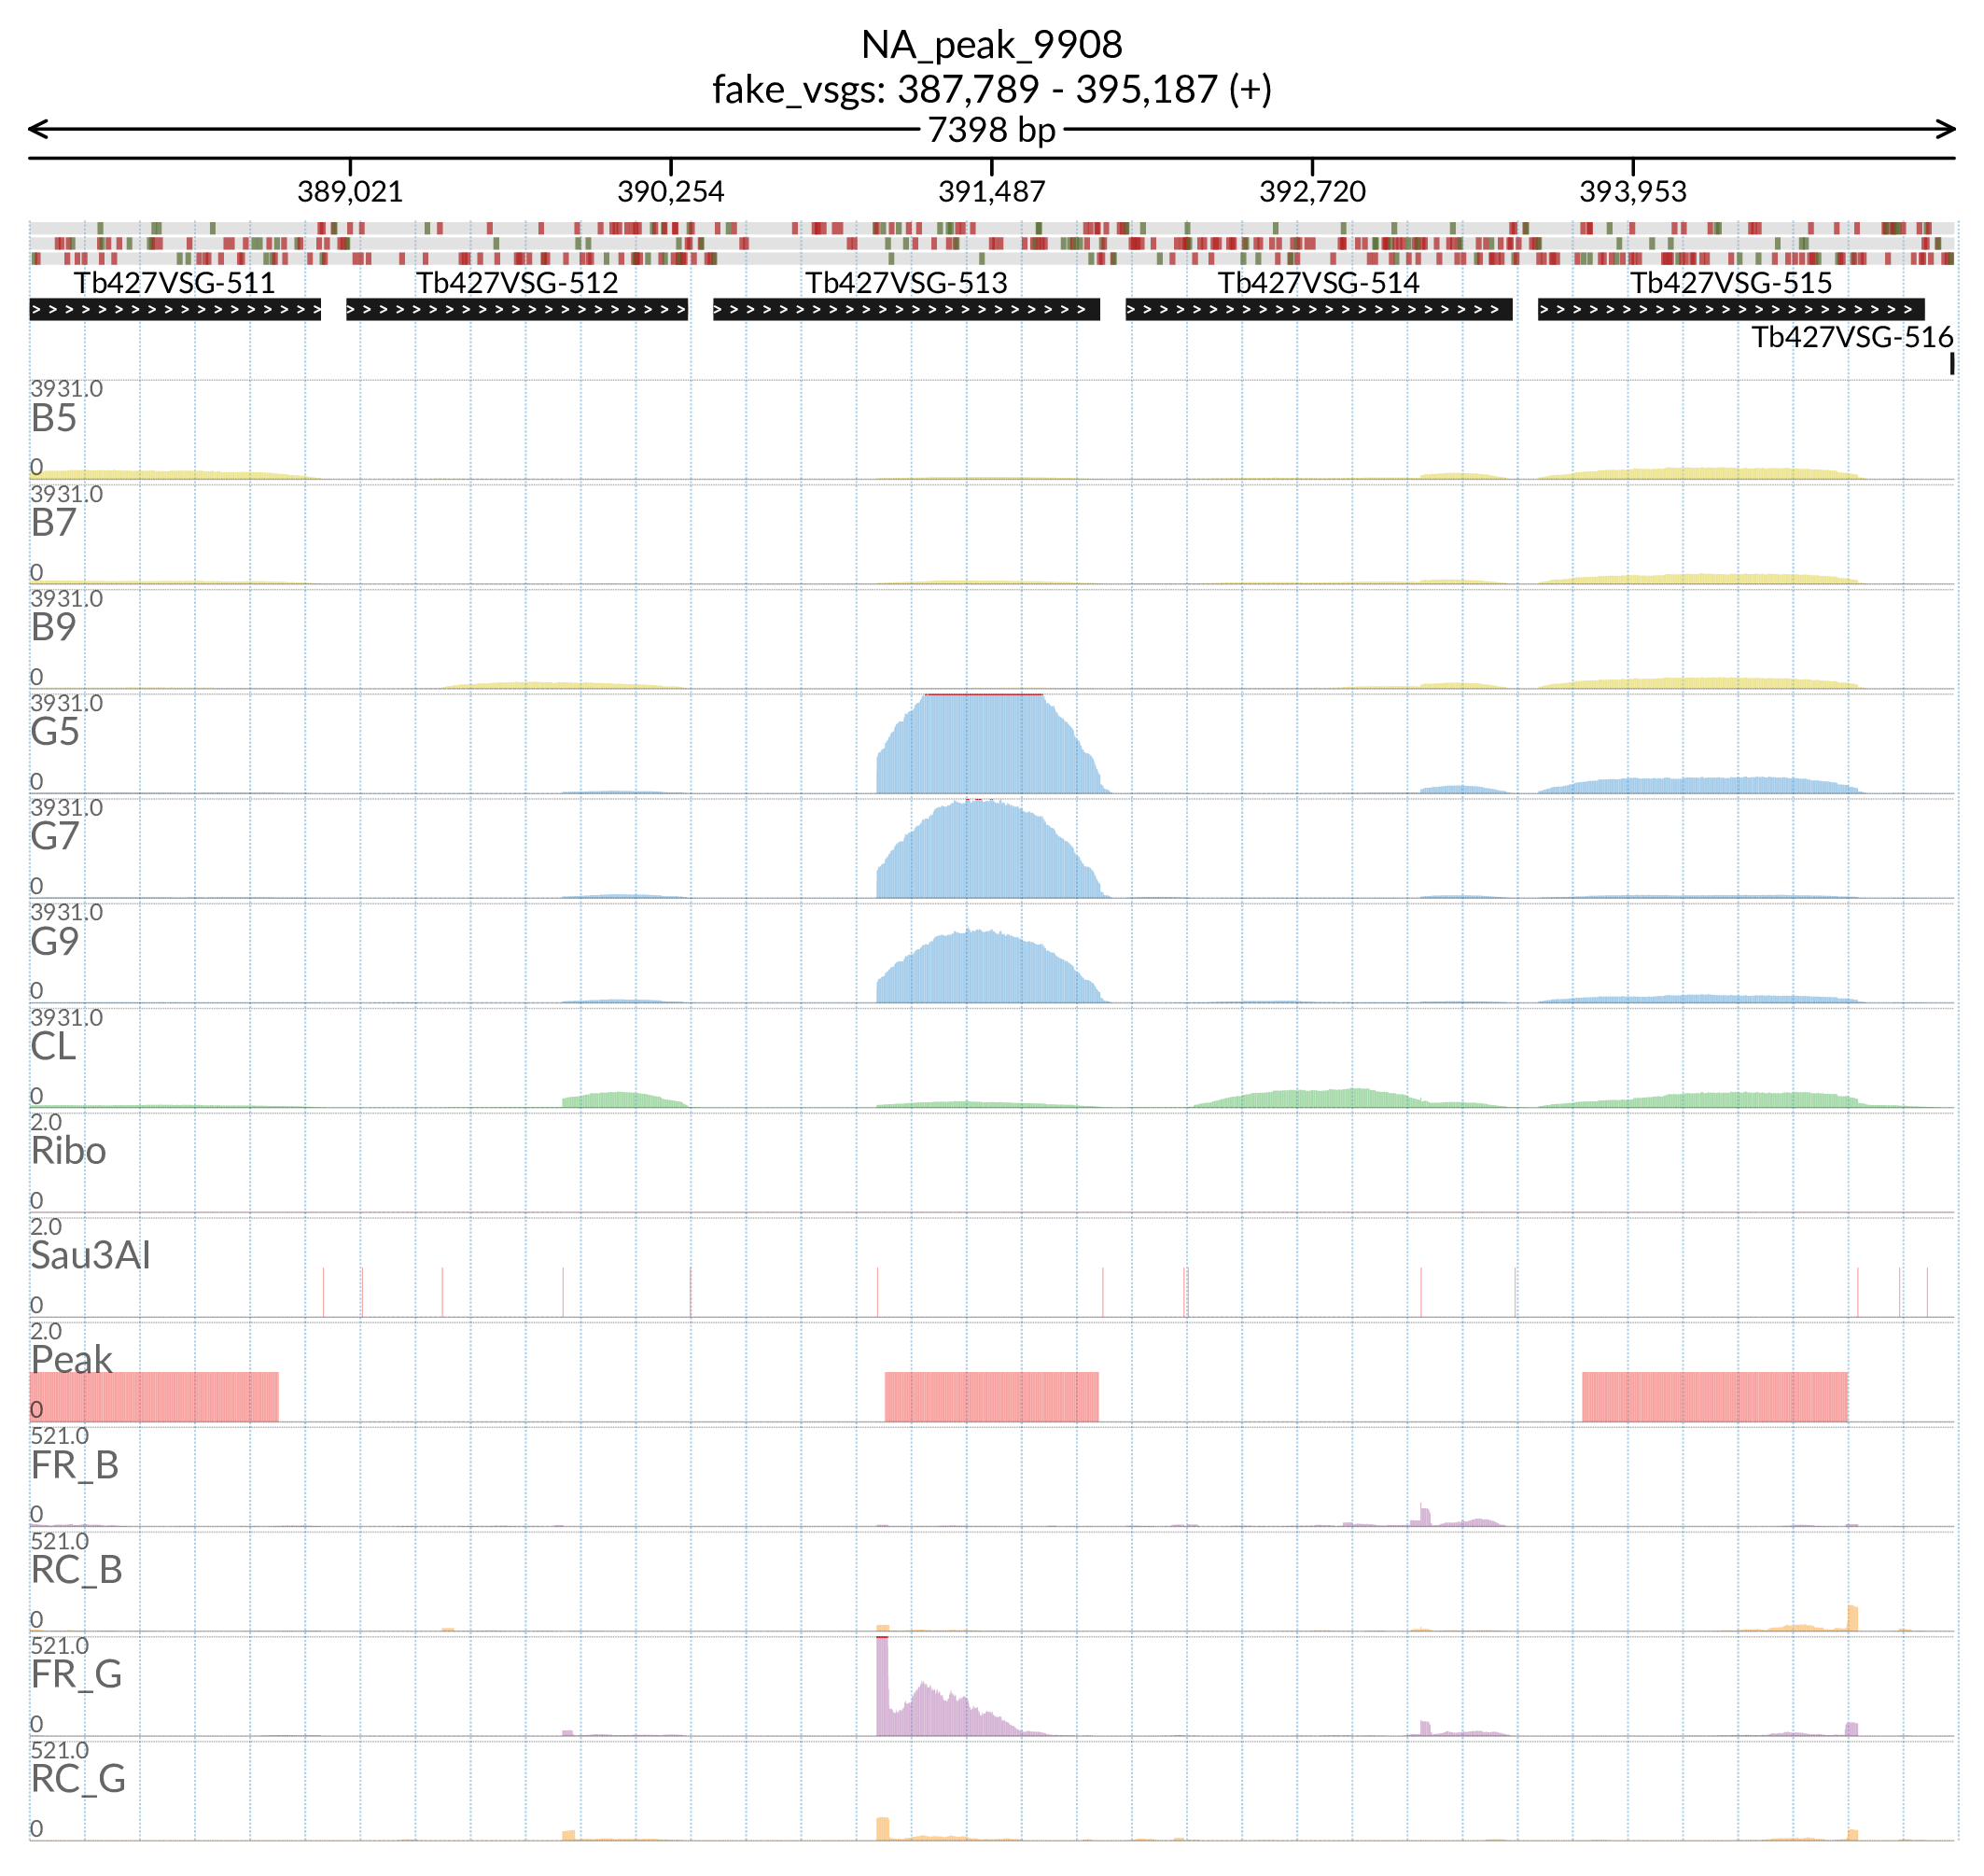 NA_peak_9908
fake_vsgs: 387,789 - 395,187 (+)
7398 bp
389,021 390,254 391,487 392,720 393,953
Tb427VSG-511 Tb427VSG-512 Tb427VSG-513 Tb427VSG-514 Tb427VSG-515
Tb427VSG-516
3931.0
B5
0
3931.0
B7
0
3931.0
B9
0
3931.0
G5
0
3931.0
G7
0
3931.0
G9
0
3931.0
CL
0
2.0
Ribo
0
2.0
Sau3AI
0
2.0
Peak
0
521.0
FR_B
0
521.0
RC_B
0
521.0
FR_G
0
521.0
RC_G
0